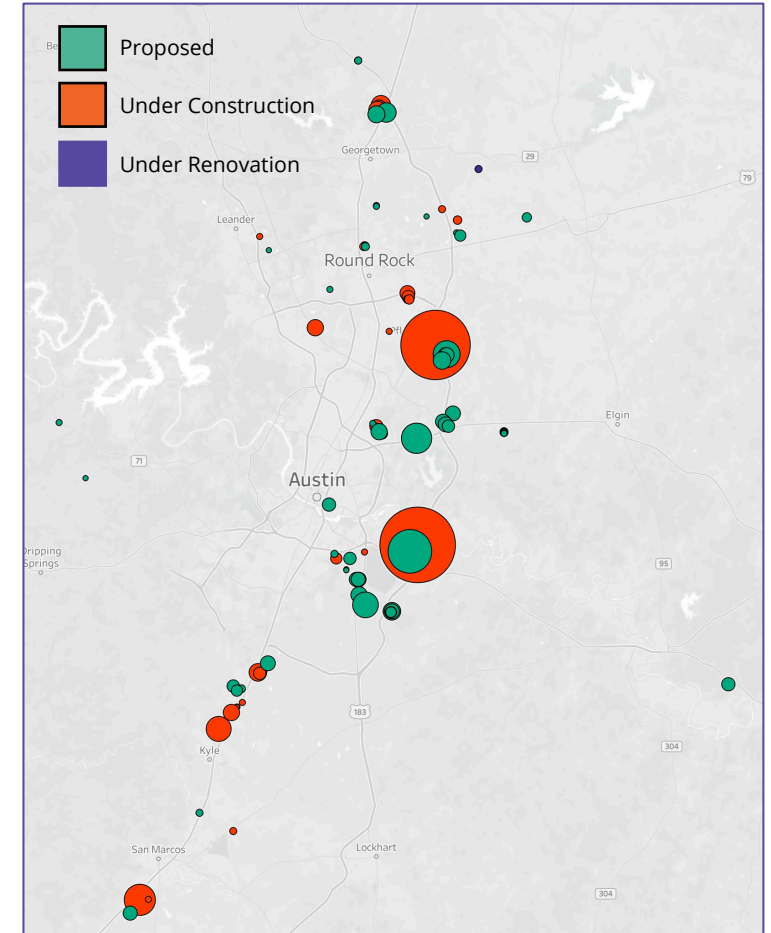 Proposed
Under Construction
Georgetown
29
Under Renovation
79
Leander
Round Rock
Elgin
71
Austin
Dripping
Springs
95
183
304
Kyle
San Marcos
Lockhart
304